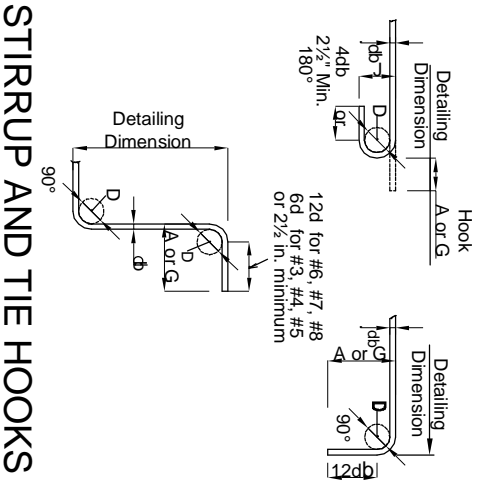 STIRRUP AND TIE HOOKS
Detailing
Dimension
Hook
A or G
J
db
D
4db or
2½" Min.
180°
Detailing
Dimension
D
90°
A or G
D
db
12d for #6, #7, #8
6d for #3, #4, #5
or 2½ in. minimum
Detailing
Dimension
db
A or G
D
90°
12db